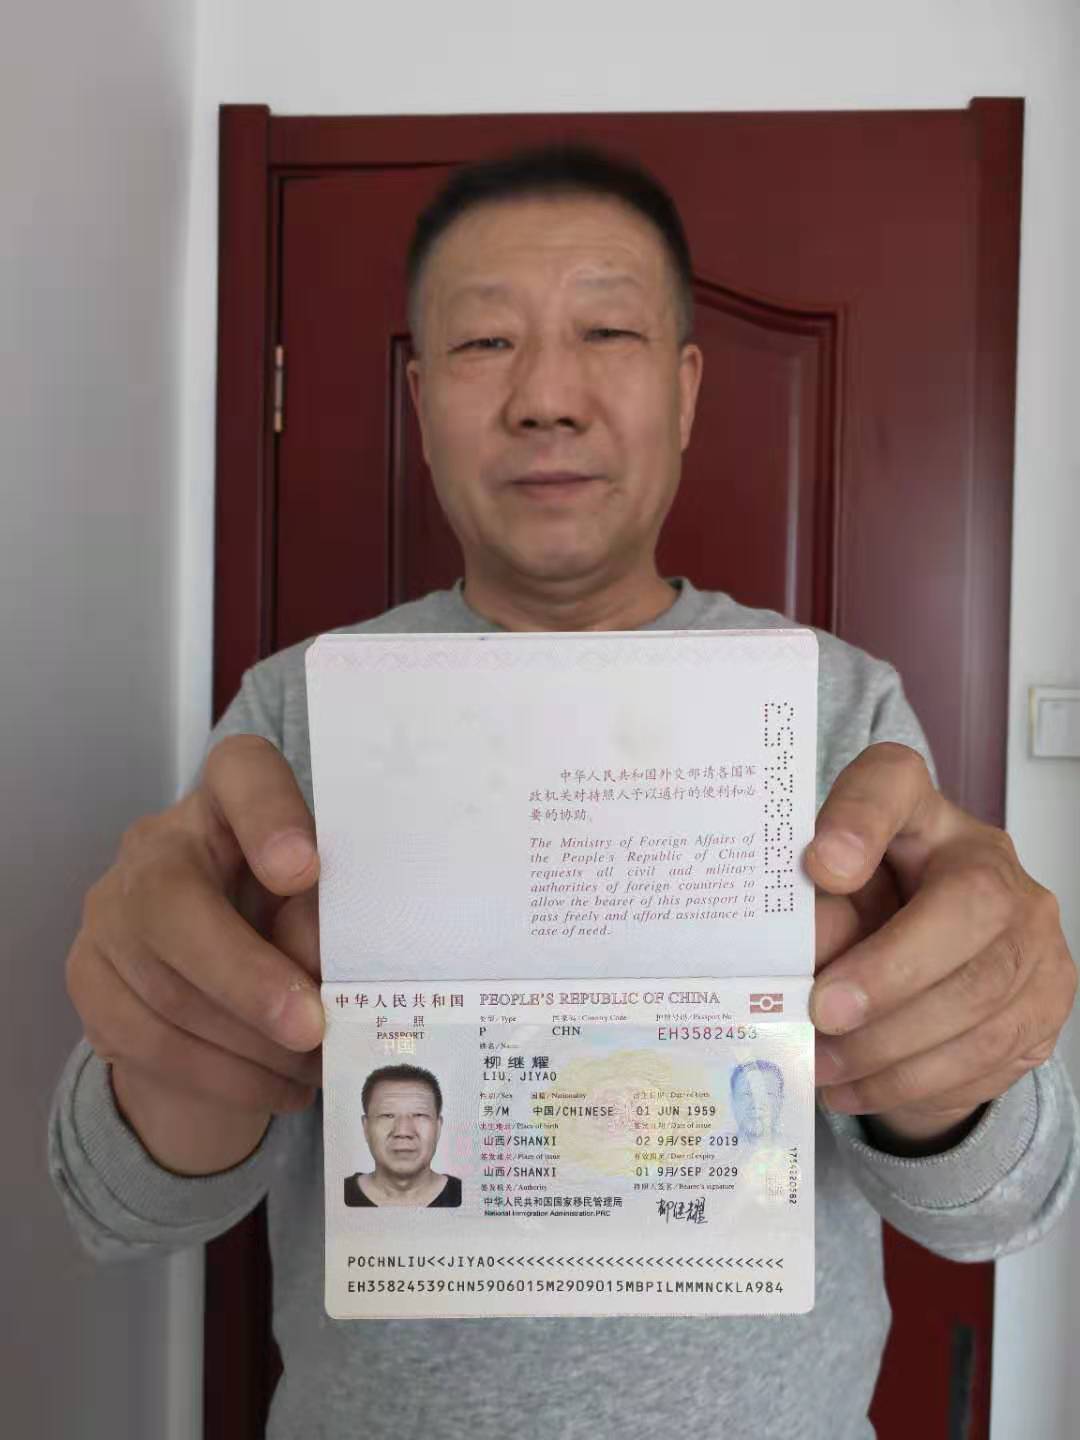 中华人民共和国外交部请各国军
政机关对持照人予以通行的便利和必
要的协助。
The Ministry of Foreign Affairs of
the People's Republic of China
requests all civil and military
authorities of foreign countries to
allow the bearer of this passport to
pass freely and afford assistance in
case of need.
EH3582453
中华人民共和国 PEOPLE'S REPUBLIC OF CHINA
护照
PASSPORT
中国
类型/Type 国家码/Country Code 护照号码/Passport No
P CHN EH3582453
姓名/Name
柳继耀
LIU, JIYAO
性别/Sex 国籍/Nationality 出生日期/Date of birth
男/M 中国/CHINESE 01 JUN 1959
出生地点/Place of birth 签发日期/Date of issue
山西/SHANXI 02 9月/SEP 2019
签发地点/Place of issue 有效期至/Date of expiry
山西/SHANXI 01 9月/SEP 2029
签发机关/Authority 持照人签名/Bearer's signature
中华人民共和国国家移民管理局
National Immigration Administration,PRC
POCHNLIU<<JIYAO<<<<<<<<<<<<<<<<<<<<<<<<<<<<<
EH35824539CHN5906015M2909015MBPILMMMNCKLA984